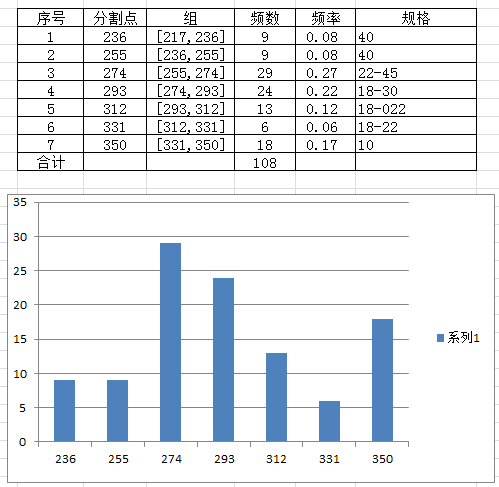 序号 分割点 组 频数 频率 规格
1 236 [217,236] 9 0.08 40
2 255 [236,255] 9 0.08 40
3 274 [255,274] 29 0.27 22-45
4 293 [274,293] 24 0.22 18-30
5 312 [293,312] 13 0.12 18-022
6 331 [312,331] 6 0.06 18-22
7 350 [331,350] 18 0.17 10
合计 108
35
30
25
20
15
10
5
0
236 255 274 293 312 331 350
系列1